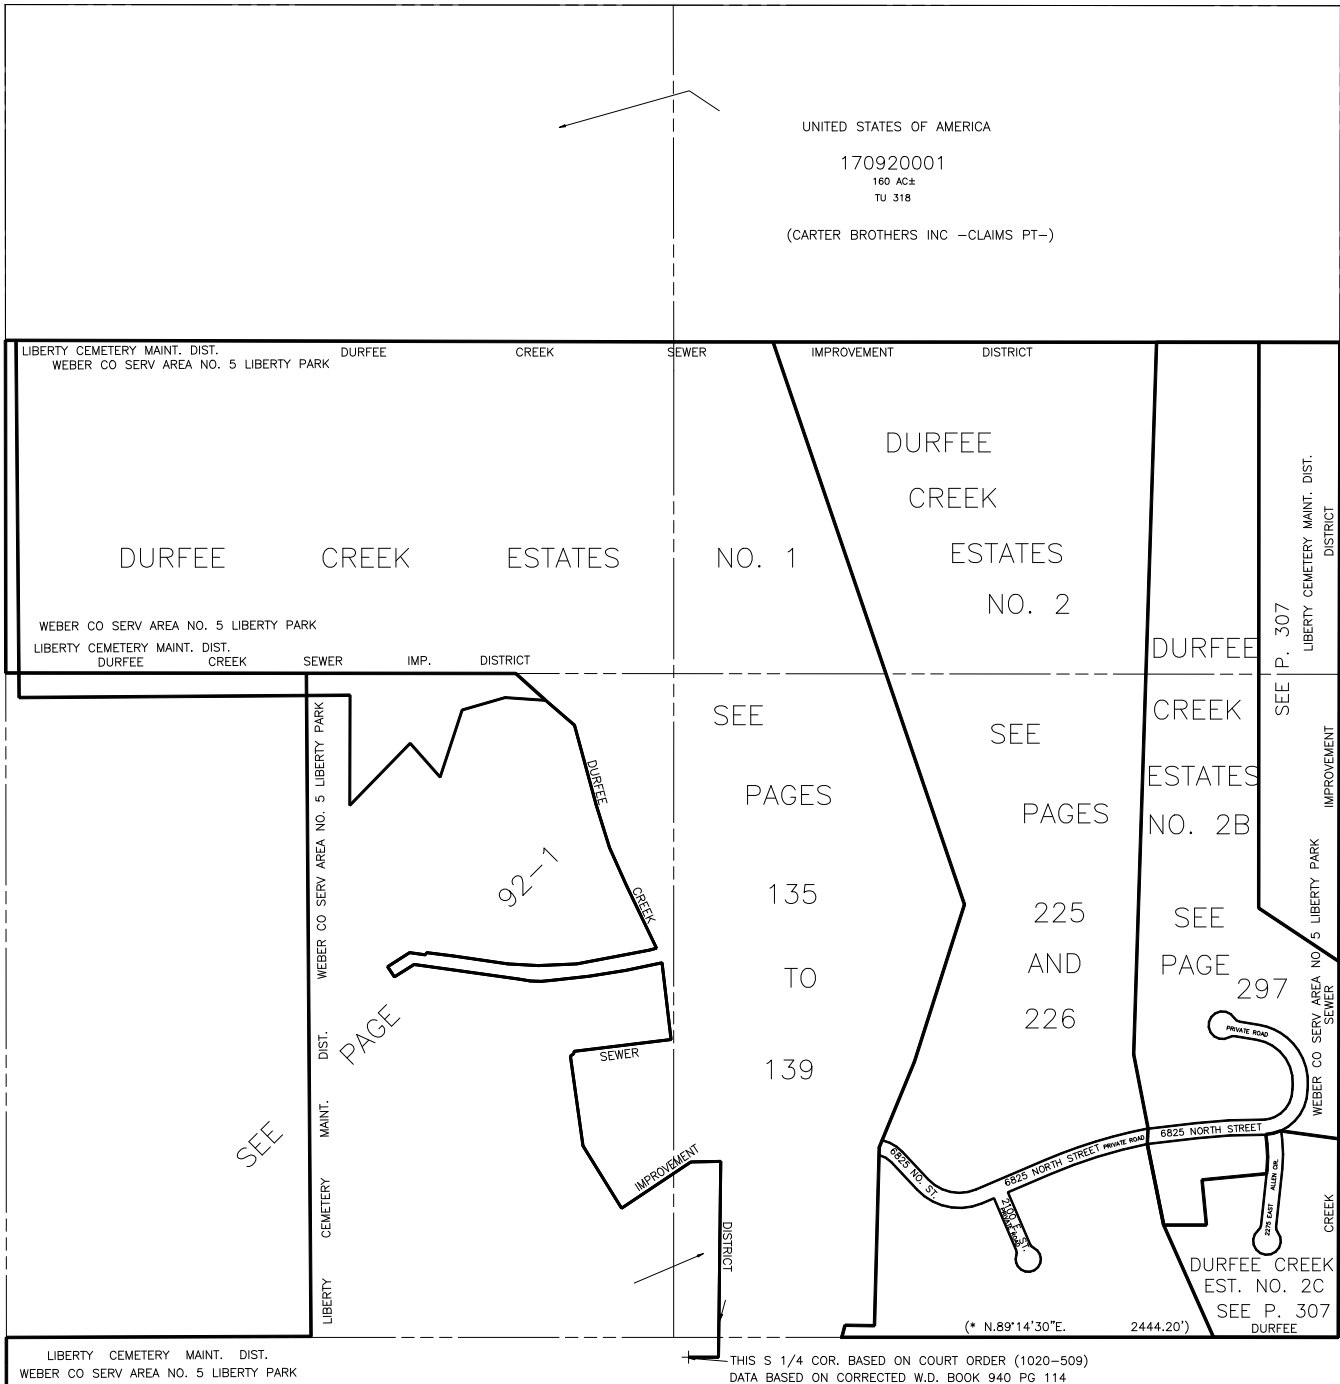 UNITED STATES OF AMERICA
170920001
160 AC±
TU 318
(CARTER BROTHERS INC -CLAIMS PT-)
LIBERTY CEMETERY MAINT. DIST.
WEBER CO SERV AREA NO. 5 LIBERTY PARK
DURFEE CREEK SEWER IMPROVEMENT DISTRICT
DURFEE CREEK ESTATES NO. 1
SEE
PAGES
135
TO
139
DURFEE
CREEK
ESTATES
NO. 2
SEE
PAGES
225
AND
226
DURFEE
CREEK
ESTATES
NO. 2B
SEE
PAGE
297
SEE P. 307
LIBERTY CEMETERY MAINT. DIST.
DURFEE CREEK SEWER IMPROVEMENT DISTRICT
WEBER CO SERV AREA NO. 5 LIBERTY PARK
WEBER CO SERV AREA NO. 5 LIBERTY PARK
LIBERTY CEMETERY MAINT. DIST.
DURFEE CREEK SEWER IMP. DISTRICT
WEBER CO SERV AREA NO. 5 LIBERTY PARK
LIBERTY CEMETERY MAINT. DIST.
SEE PAGE 92-1
DURFEE CREEK SEWER IMPROVEMENT DISTRICT
PRIVATE ROAD
6825 NORTH STREET
6825 NO. ST.
6825 NORTH STREET
PRIVATE ROAD
2100 E. ST.
PRIVATE ROAD
2275 EAST ALLEN CIR.
DURFEE CREEK
EST. NO. 2C
SEE P. 307
(* N.89°14'30"E. 2444.20')
LIBERTY CEMETERY MAINT. DIST.
WEBER CO SERV AREA NO. 5 LIBERTY PARK
THIS S 1/4 COR. BASED ON COURT ORDER (1020-509)
DATA BASED ON CORRECTED W.D. BOOK 940 PG 114